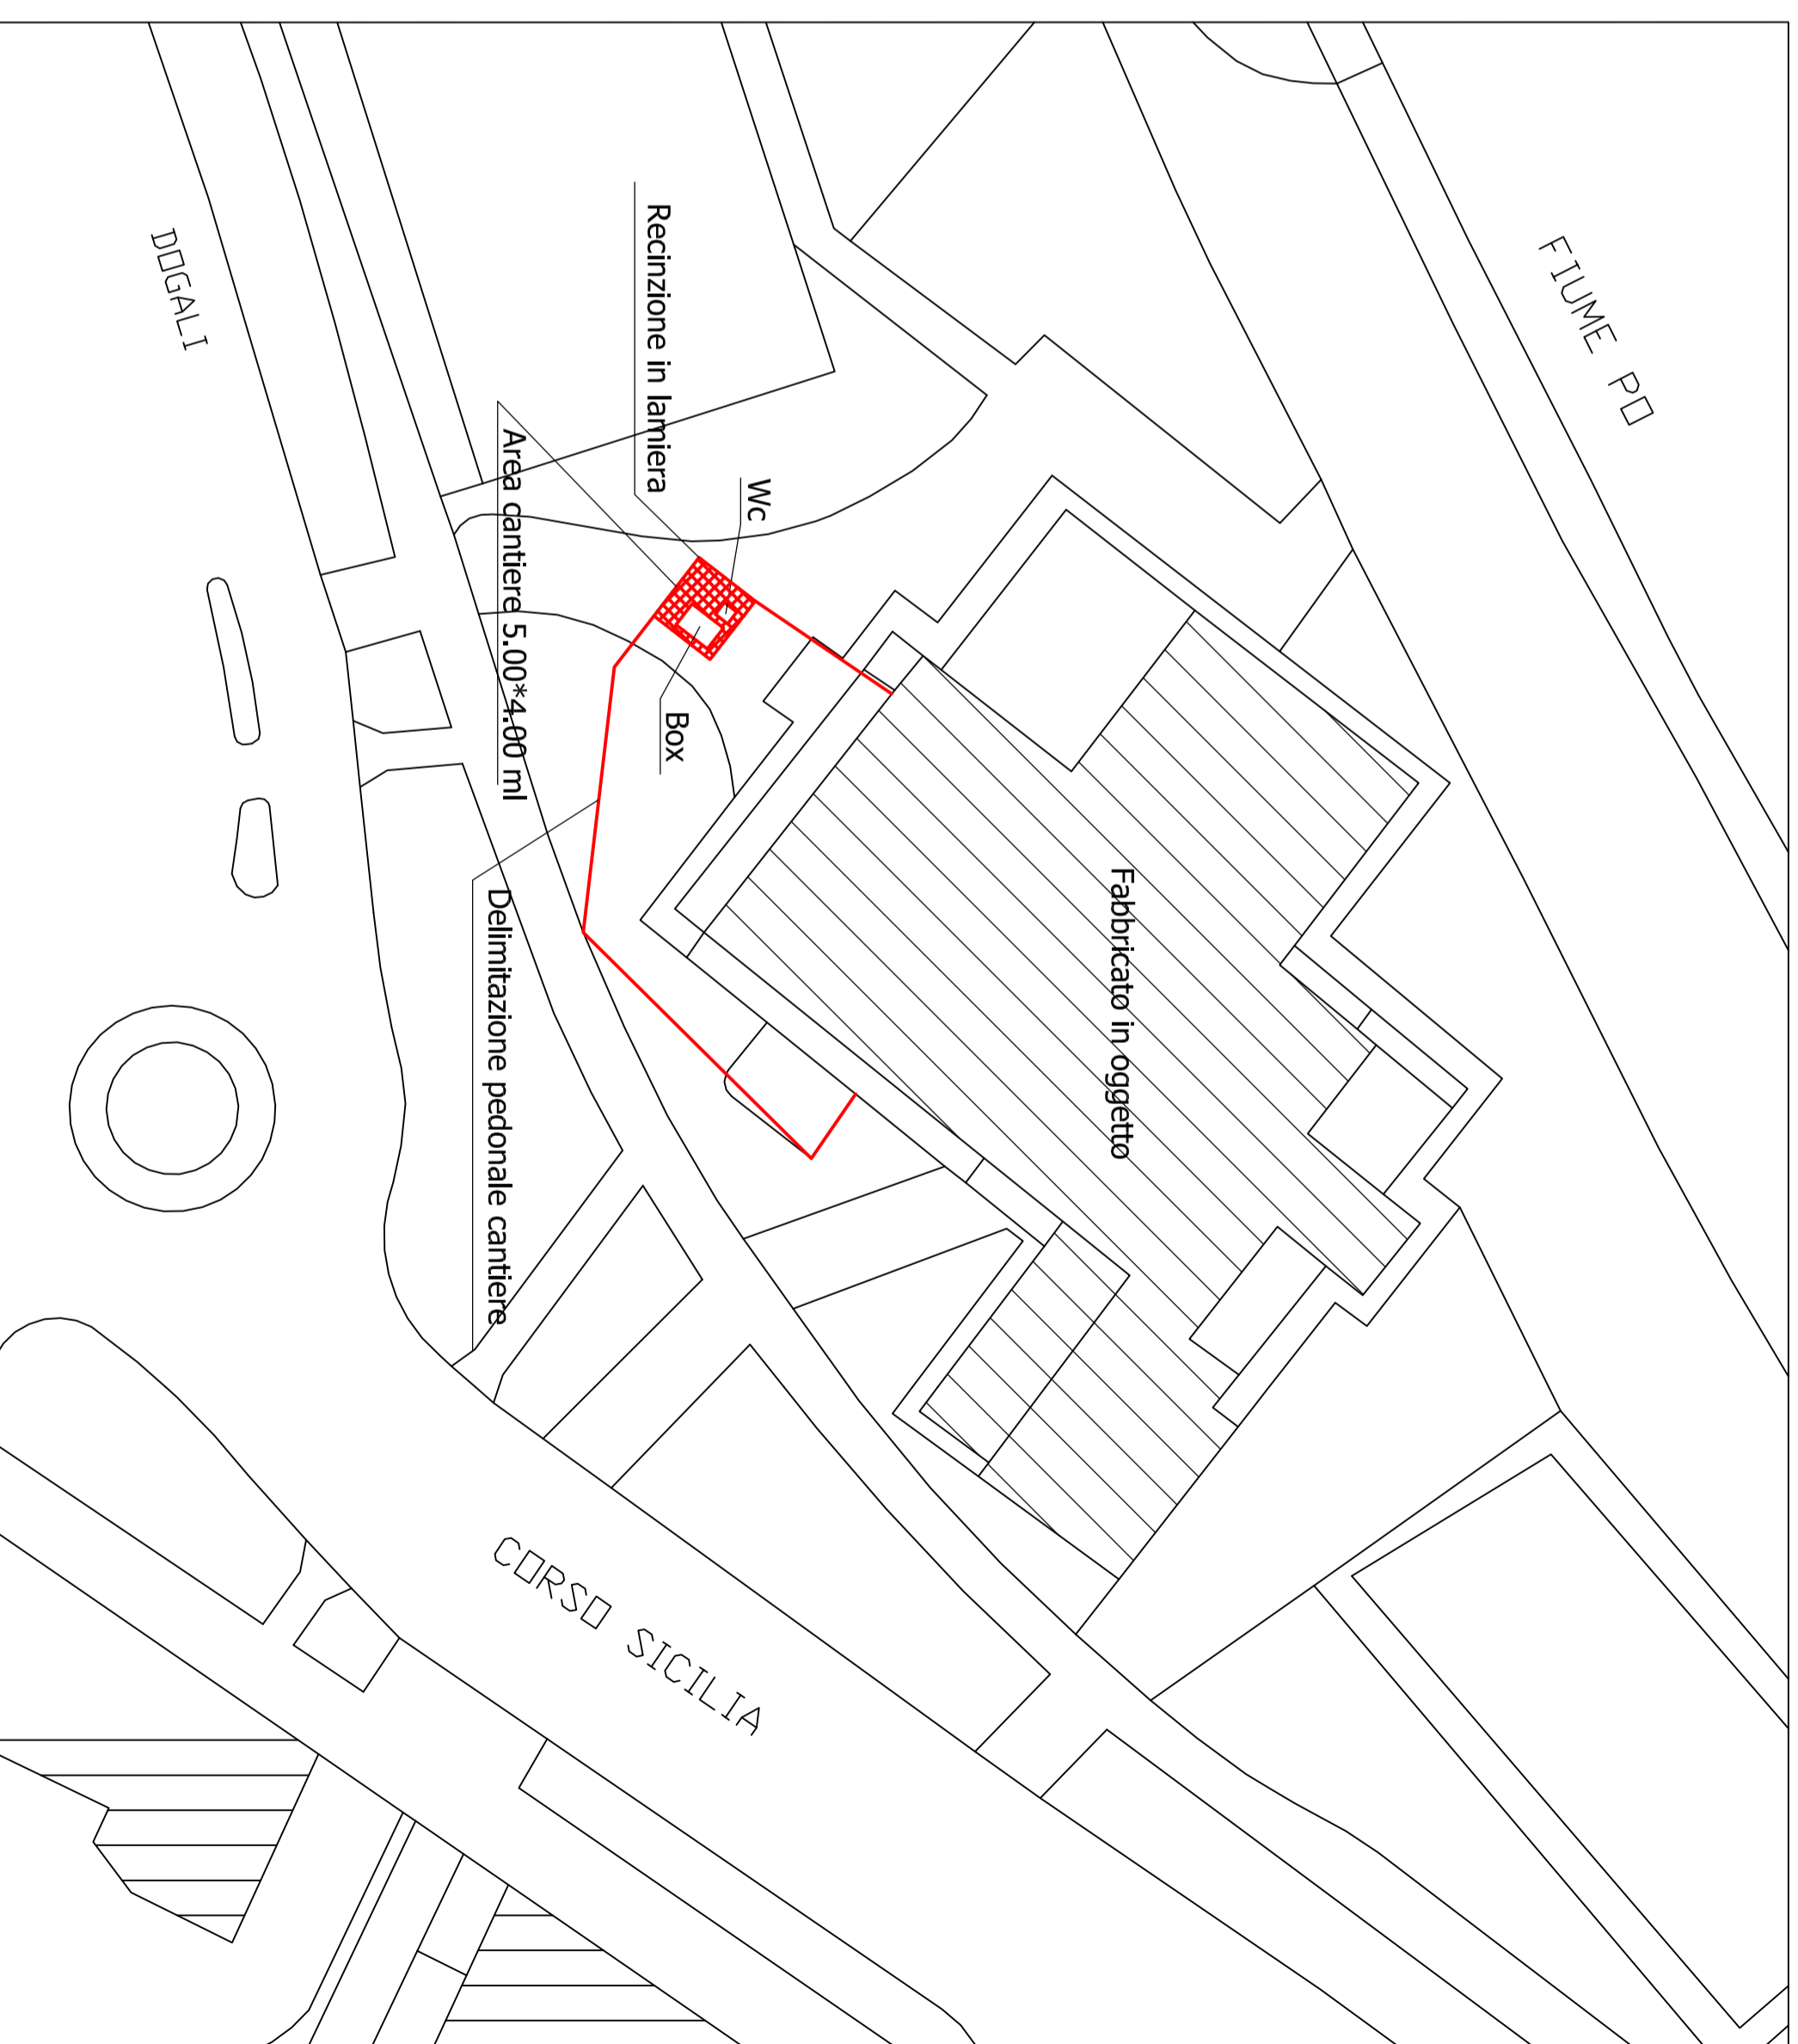 FIUME PO
DOGALI
Recinzione in lamiera
Wc
Area cantiere 5.00*4.00 ml
Box
Fabbricato in oggetto
Delimitazione pedonale cantiere
CORSO SICILIA